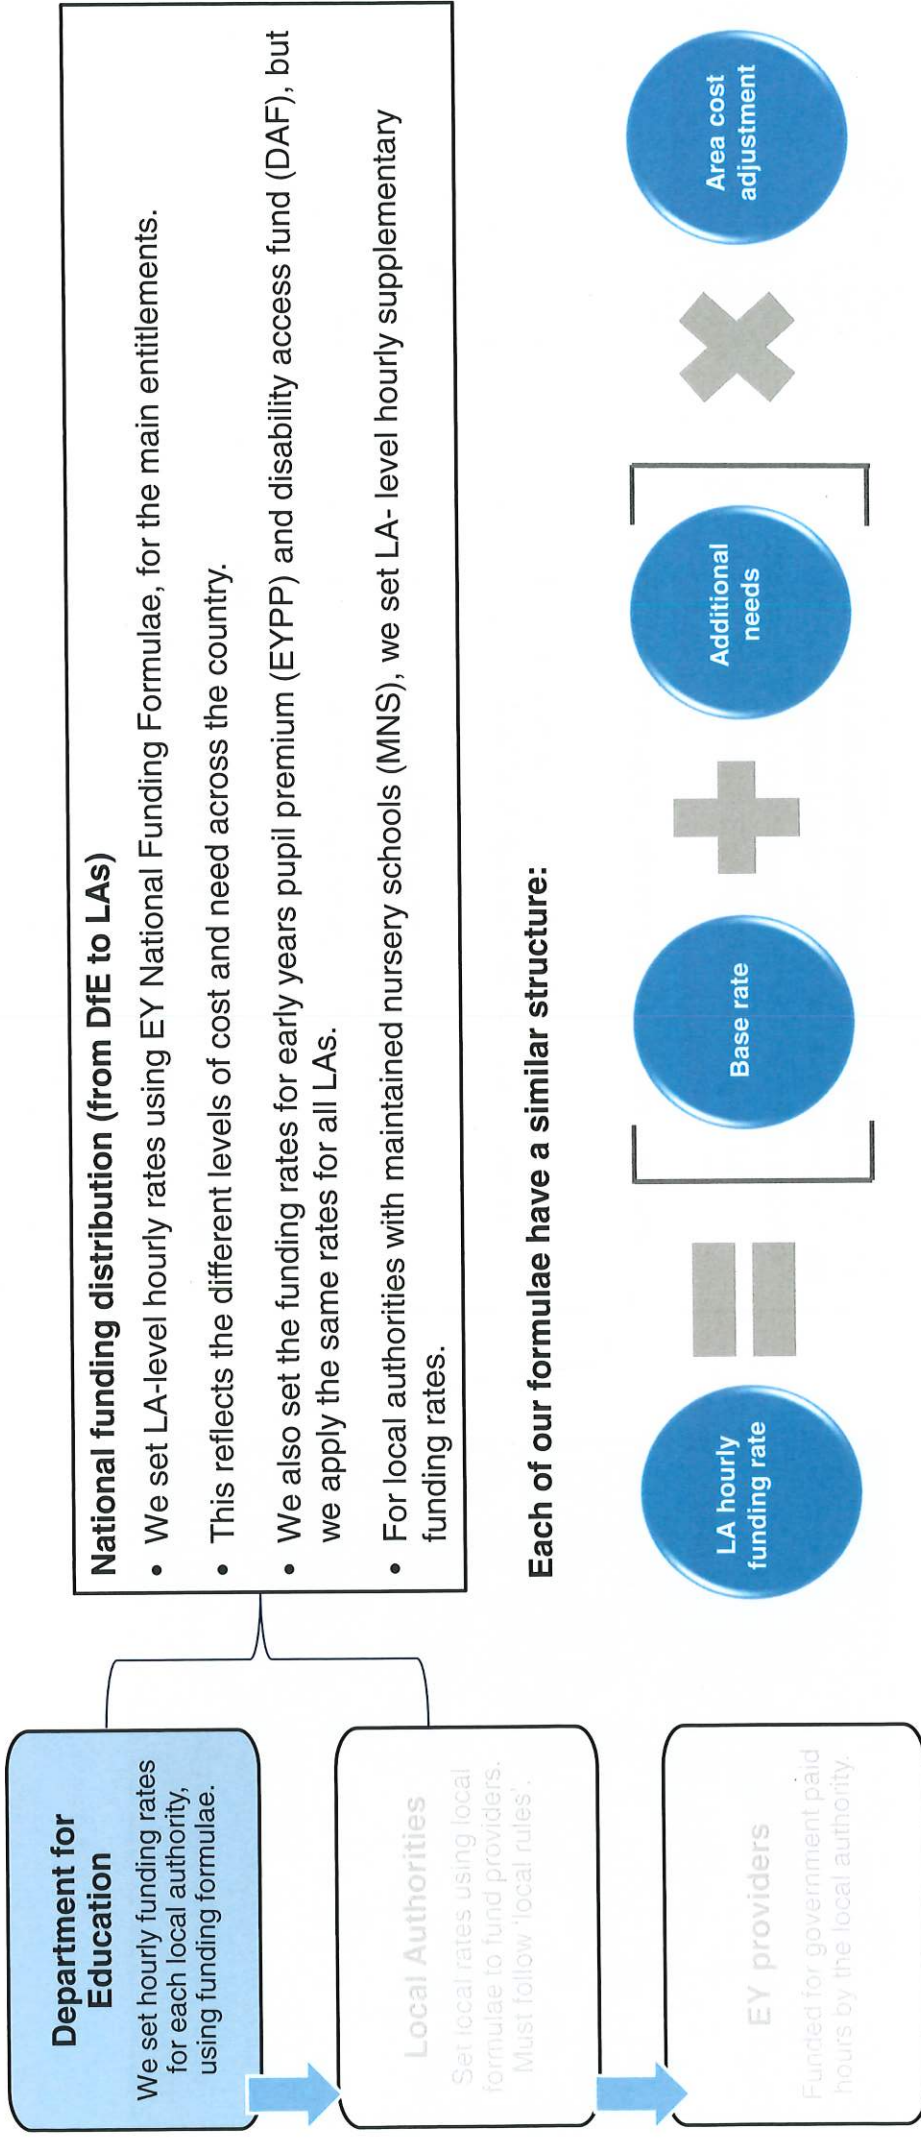 Department for
Education
We set hourly funding rates
for each local authority,
using funding formulae.
Local Authorities
Set local rates using local
formulae to fund providers.
Must follow 'local rules'.
EY providers
Funded for government paid
hours by the local authority.
National funding distribution (from DfE to LAs)
• We set LA-level hourly rates using EY National Funding Formulae, for the main entitlements.
• This reflects the different levels of cost and need across the country.
• We also set the funding rates for early years pupil premium (EYPP) and disability access fund (DAF), but
we apply the same rates for all LAs.
• For local authorities with maintained nursery schools (MNS), we set LA- level hourly supplementary
funding rates.
Each of our formulae have a similar structure:
LA hourly
funding rate
=
[
Base rate
+
Additional
needs
]
×
Area cost
adjustment